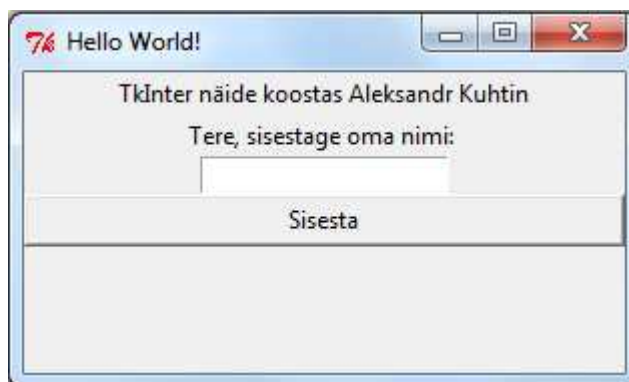 Hello World!
TkInter näide koostas Aleksandr Kuhtin
Tere, sisestage oma nimi:
Sisesta